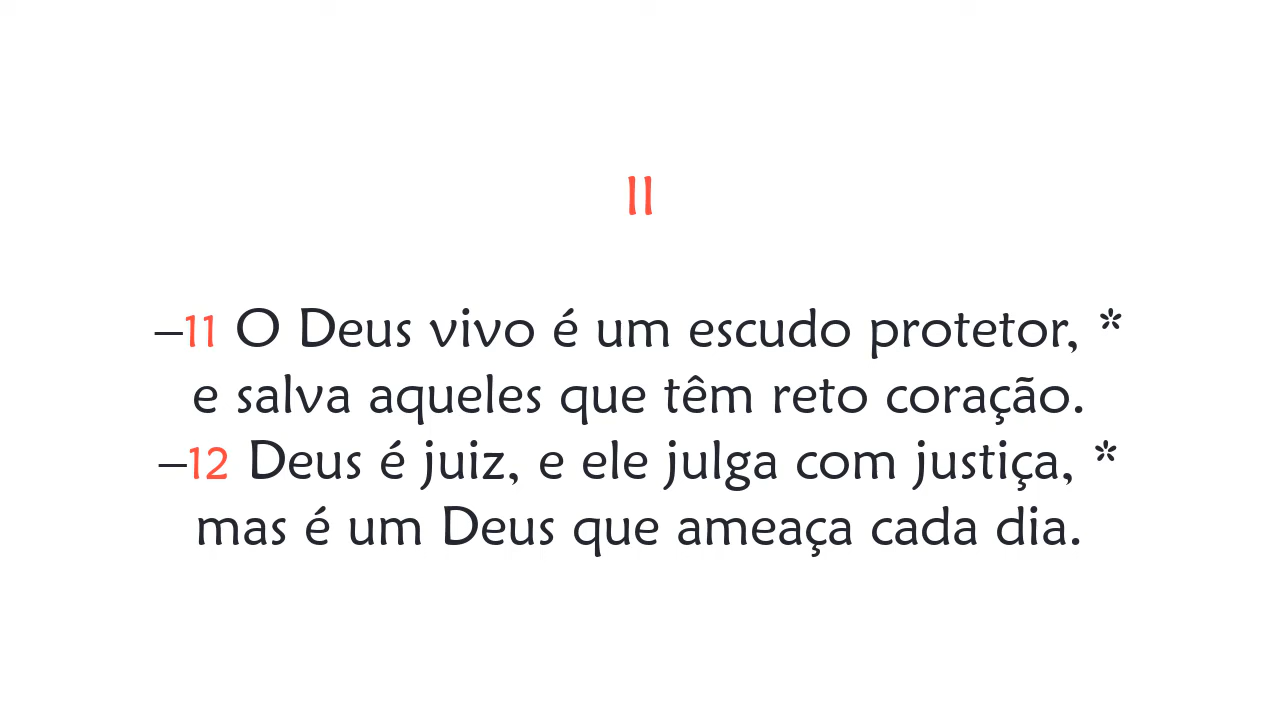 II
–11 O Deus vivo é um escudo protetor, *
e salva aqueles que têm reto coração.
–12 Deus é juiz, e ele julga com justiça, *
mas é um Deus que ameaça cada dia.